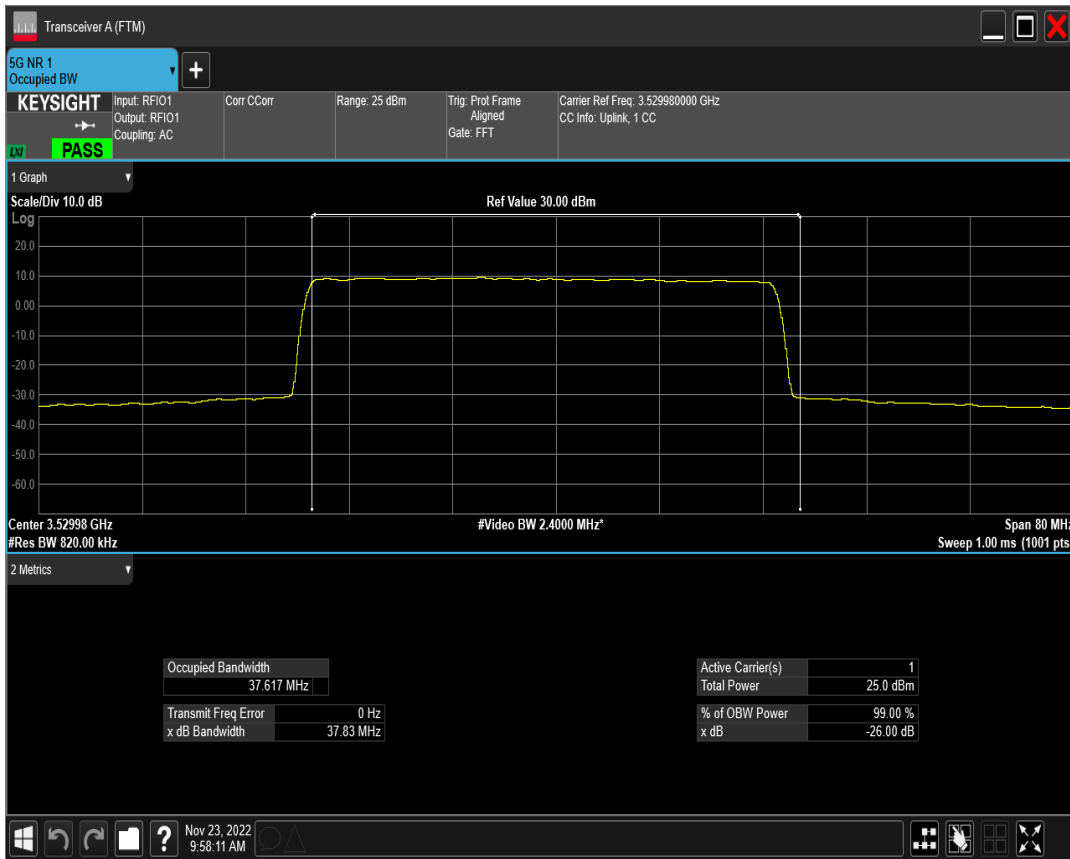 Transceiver A (FTM)
5G NR 1
Occupied BW
+
KEYSIGHT
LXI
PASS
Input: RFIO1
Output: RFIO1
Coupling: AC
Corr CCorr
Range: 25 dBm
Trig: Prot Frame
Aligned
Gate: FFT
Carrier Ref Freq: 3.529980000 GHz
CC Info: Uplink, 1 CC
1 Graph
Scale/Div 10.0 dB
Ref Value 30.00 dBm
Log
20.0
10.0
0.00
-10.0
-20.0
-30.0
-40.0
-50.0
-60.0
Center 3.52998 GHz
#Video BW 2.4000 MHz*
Span 80 MHz
#Res BW 820.00 kHz
Sweep 1.00 ms (1001 pts
2 Metrics
Occupied Bandwidth
37.617 MHz
Transmit Freq Error 0 Hz
x dB Bandwidth 37.83 MHz
Active Carrier(s) 1
Total Power 25.0 dBm
% of OBW Power 99.00 %
x dB -26.00 dB
?
Nov 23, 2022
9:58:11 AM